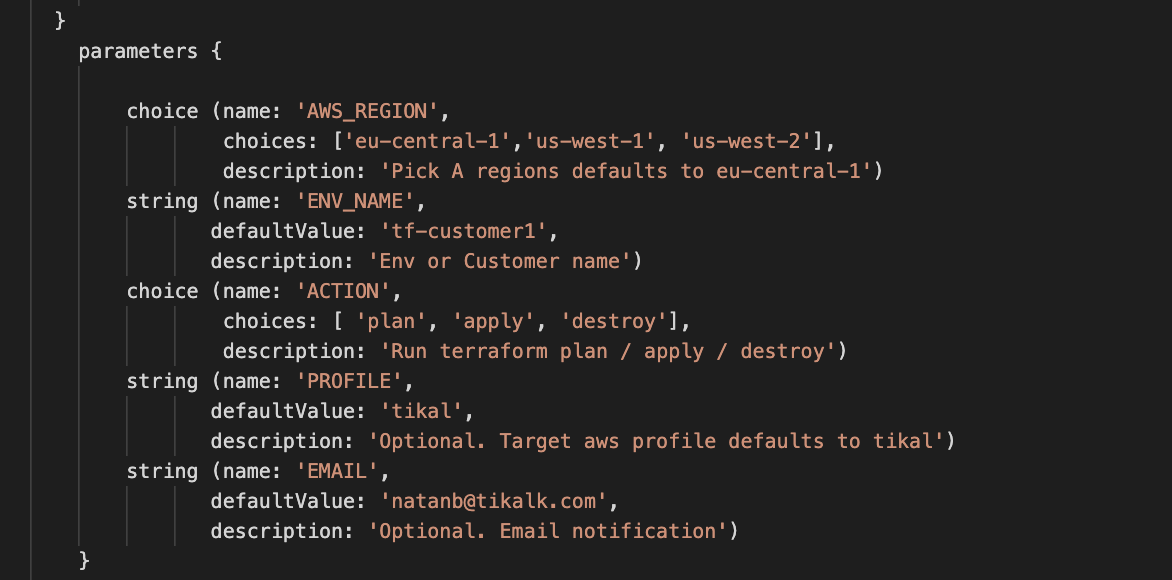 }
parameters {
choice (name: 'AWS_REGION',
choices: ['eu-central-1','us-west-1', 'us-west-2'],
description: 'Pick A regions defaults to eu-central-1')
string (name: 'ENV_NAME',
defaultValue: 'tf-customer1',
description: 'Env or Customer name')
choice (name: 'ACTION',
choices: [ 'plan', 'apply', 'destroy'],
description: 'Run terraform plan / apply / destroy')
string (name: 'PROFILE',
defaultValue: 'tikal',
description: 'Optional. Target aws profile defaults to tikal')
string (name: 'EMAIL',
defaultValue: 'natanb@tikalk.com',
description: 'Optional. Email notification')
}